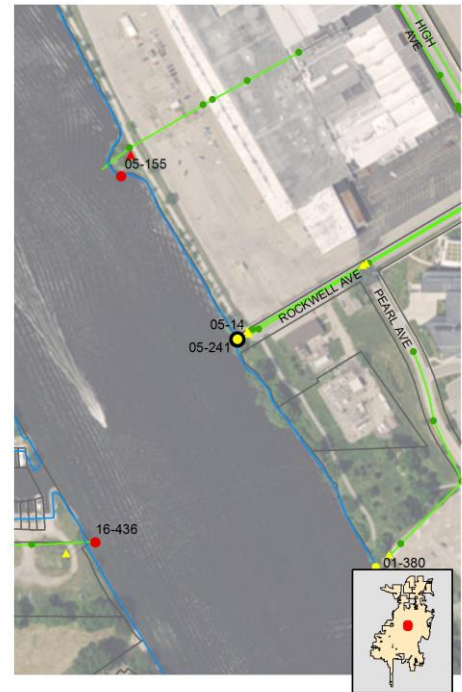 HIGH
AVE
05-155
ROCKWELL AVE
PEARL AVE
05-14
05-241
16-436
01-380